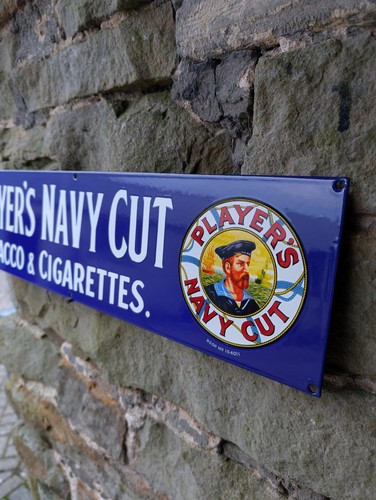 YER'S NAVY CUT
ACCO & CIGARETTES.
PLAYER'S
NAVY CUT